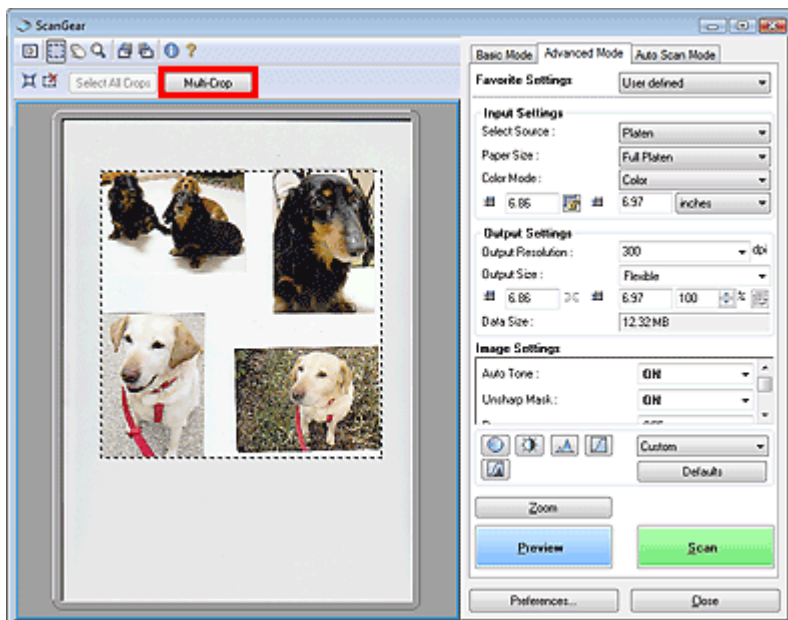 ScanGear
Basic Mode Advanced Mode Auto Scan Mode
Select All Crops Multi-Crop
Favorite Settings User defined
Input Settings
Select Source : Platen
Paper Size : Full Platen
Color Mode : Color
6.86 6.97 inches
Output Settings
Output Resolution : 300 dpi
Output Size : Flexible
6.86 6.97 100 %
Data Size : 12.32 MB
Image Settings
Auto Tone : ON
Unsharp Mask : ON
Custom
Defaults
Zoom
Preview Scan
Preferences... Close